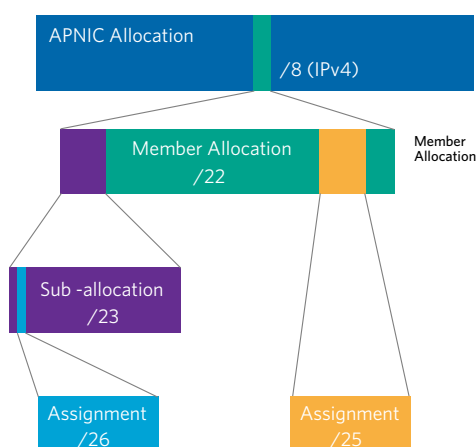 APNIC Allocation
/8 (IPv4)
Member Allocation
/22
Member
Allocation
Sub -allocation
/23
Assignment
/26
Assignment
/25